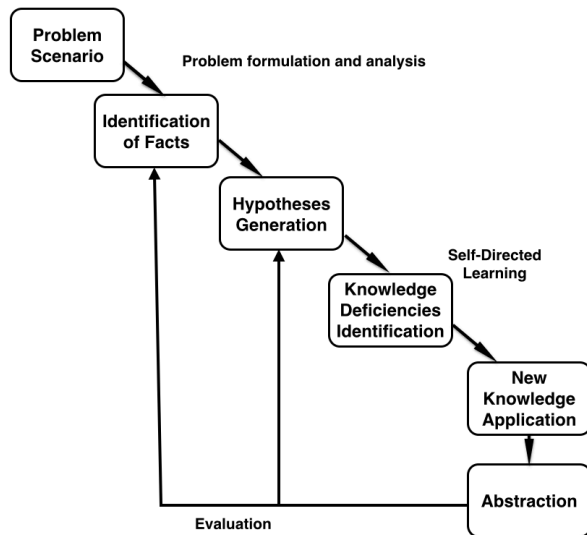 Problem
Scenario
Problem formulation and analysis
Identification
of Facts
Hypotheses
Generation
Self-Directed
Learning
Knowledge
Deficiencies
Identification
New
Knowledge
Application
Abstraction
Evaluation